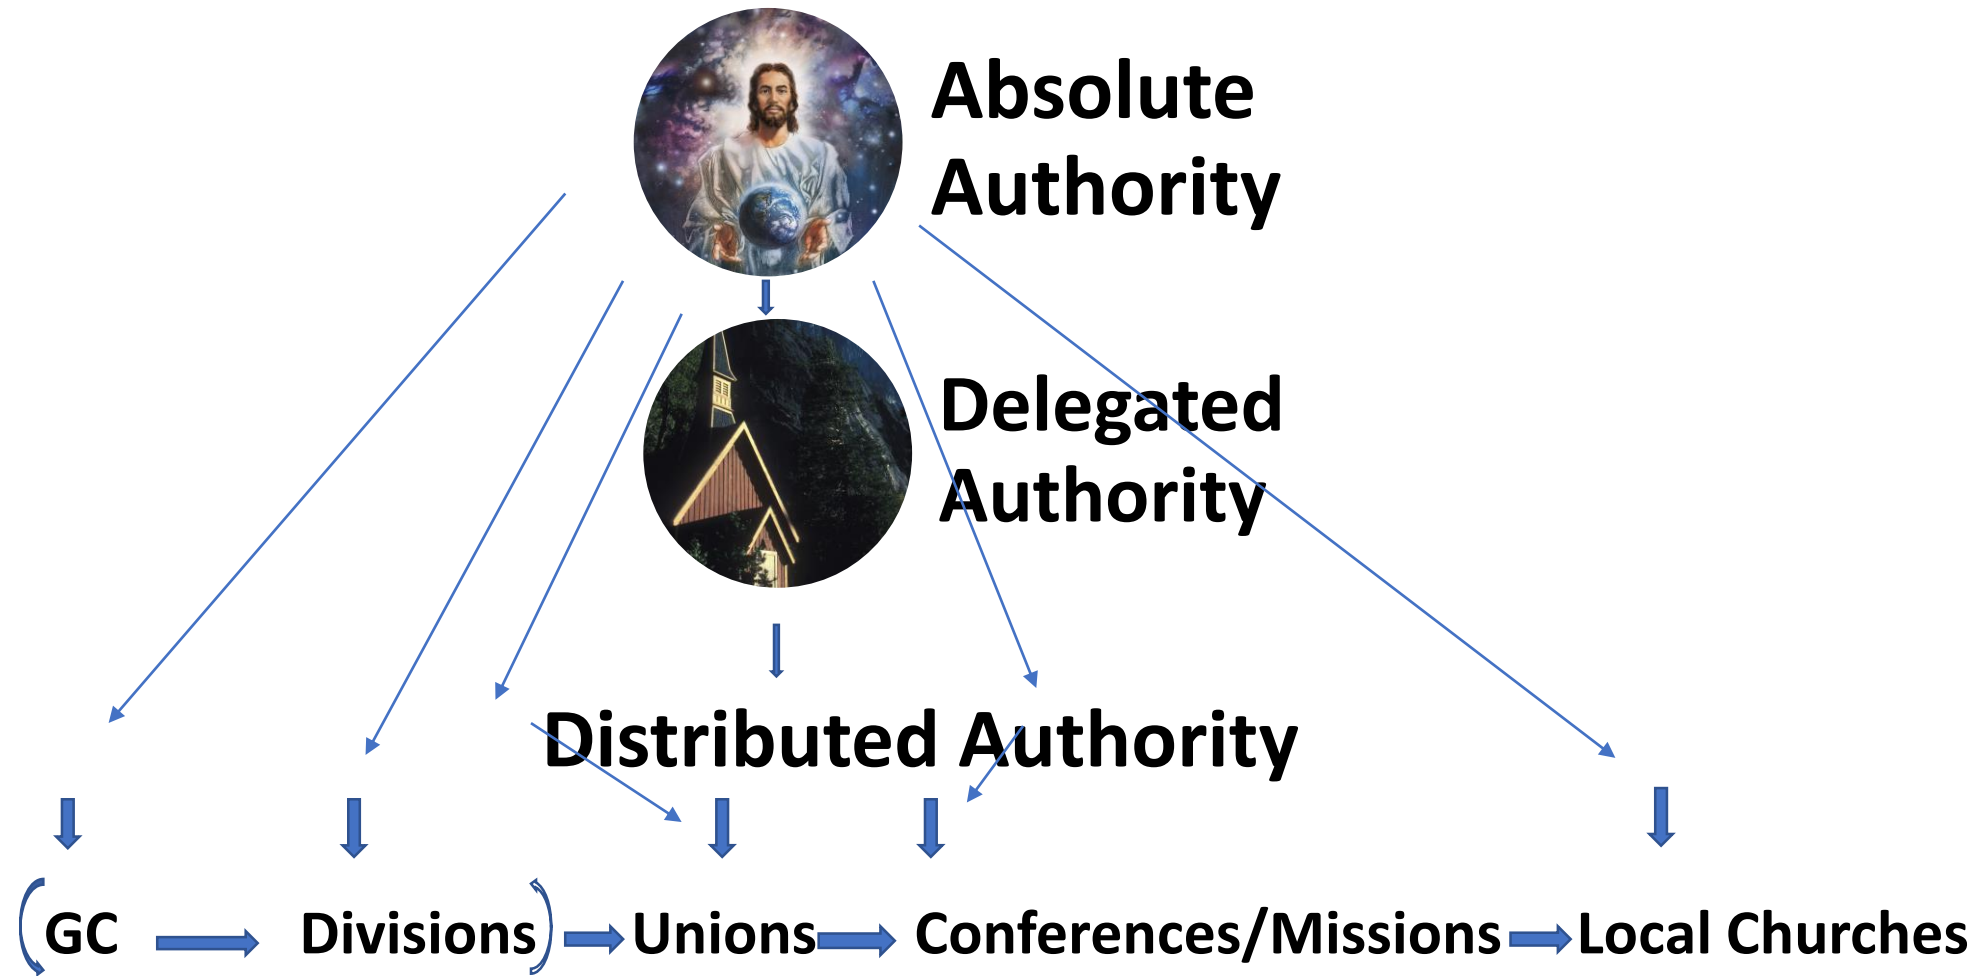 Absolute
Authority
Delegated
Authority
Distributed Authority
(GC Divisions) Unions Conferences/Missions Local Churches